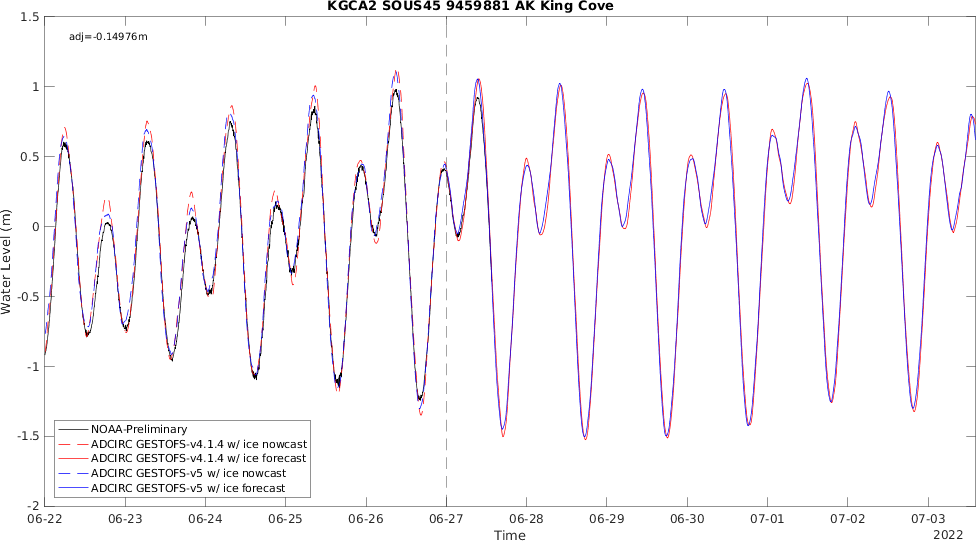 KGCA2 SOUS45 9459881 AK King Cove
1.5
adj=-0.14976m
1
0.5
0
-0.5
-1
-1.5
-2
Water Level (m)
NOAA-Preliminary
ADCIRC GESTOFS-v4.1.4 w/ ice nowcast
ADCIRC GESTOFS-v4.1.4 w/ ice forecast
ADCIRC GESTOFS-v5 w/ ice nowcast
ADCIRC GESTOFS-v5 w/ ice forecast
06-22 06-23 06-24 06-25 06-26 06-27 06-28 06-29 06-30 07-01 07-02 07-03
Time
2022